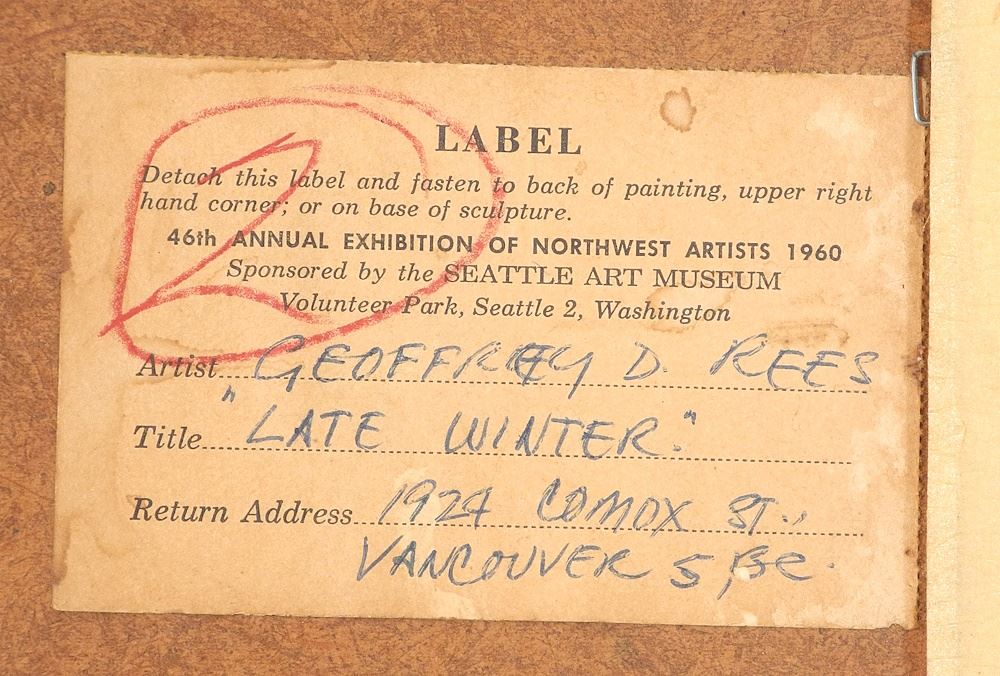 LABEL
Detach this label and fasten to back of painting, upper right
hand corner; or on base of sculpture.
46th ANNUAL EXHIBITION OF NORTHWEST ARTISTS 1960
Sponsored by the SEATTLE ART MUSEUM
Volunteer Park, Seattle 2, Washington
Artist GEOFFREY D. REES
Title "LATE WINTER."
Return Address 1924 COMOX ST.,
VANCOUVER 5, BC.
2